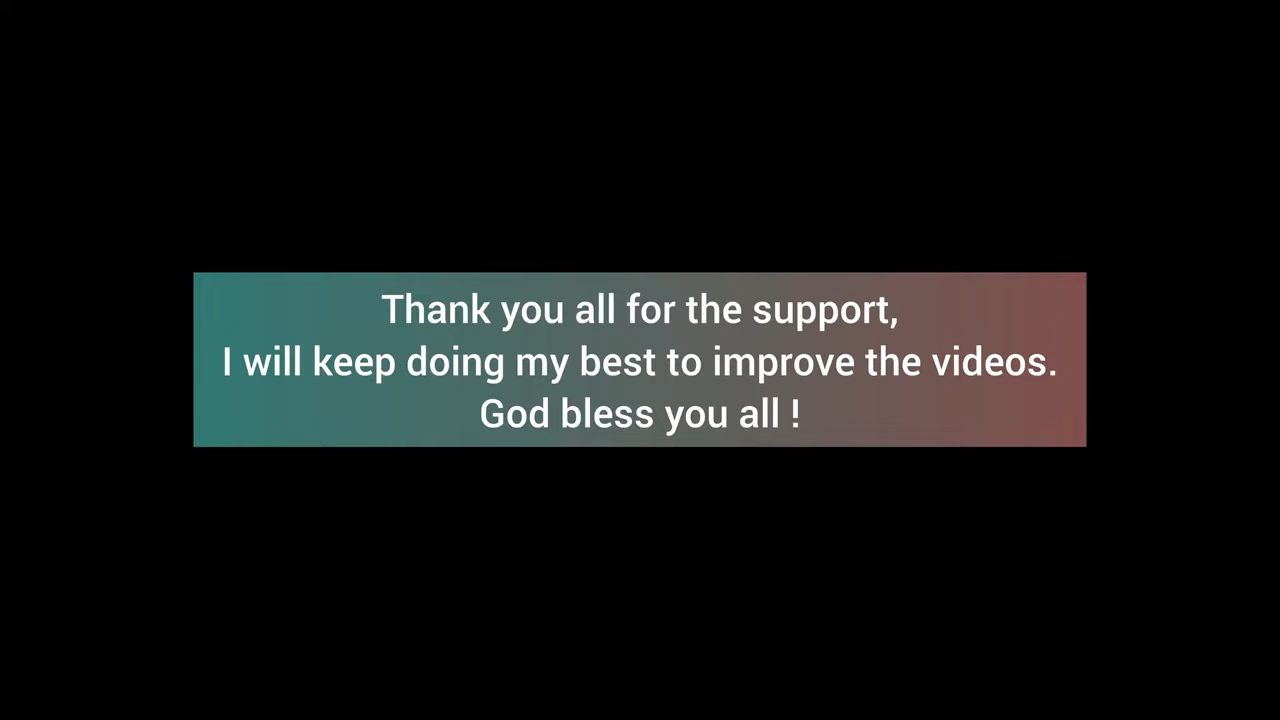 Thank you all for the support,
I will keep doing my best to improve the videos.
God bless you all !